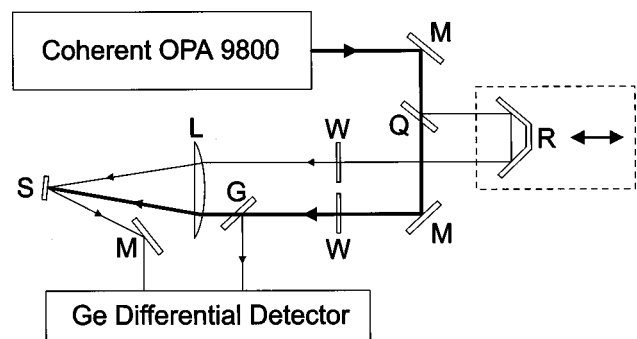 Coherent OPA 9800
M
Q
R
L
W
S
G
M
W
M
Ge Differential Detector